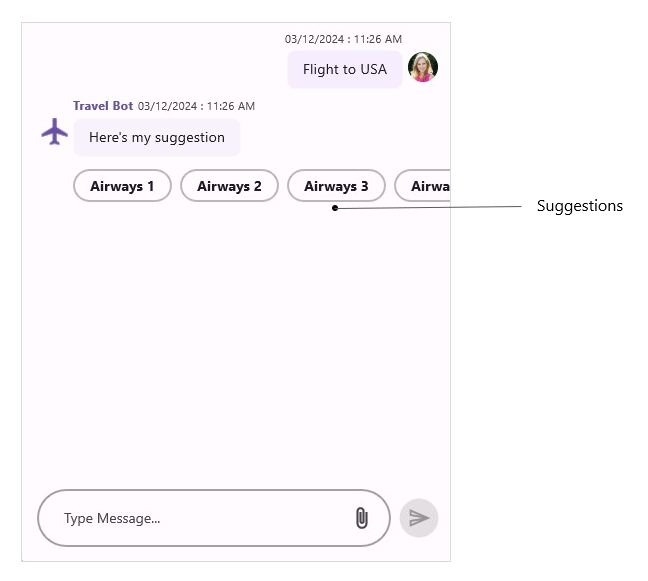 03/12/2024 : 11:26 AM
Flight to USA
Travel Bot 03/12/2024 : 11:26 AM
Here's my suggestion
Airways 1 Airways 2 Airways 3 Airwa
Suggestions
Type Message...